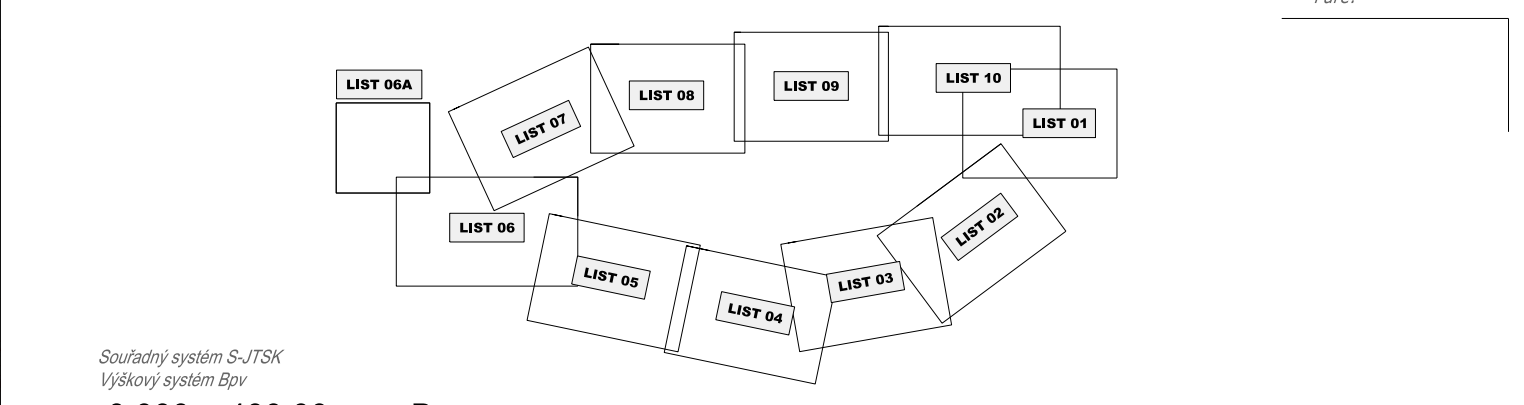 LIST 06A
LIST 07
LIST 08
LIST 09
LIST 10
LIST 01
LIST 06
LIST 05
LIST 04
LIST 03
LIST 02
Souřadný systém S-JTSK
Výškový systém Bpv